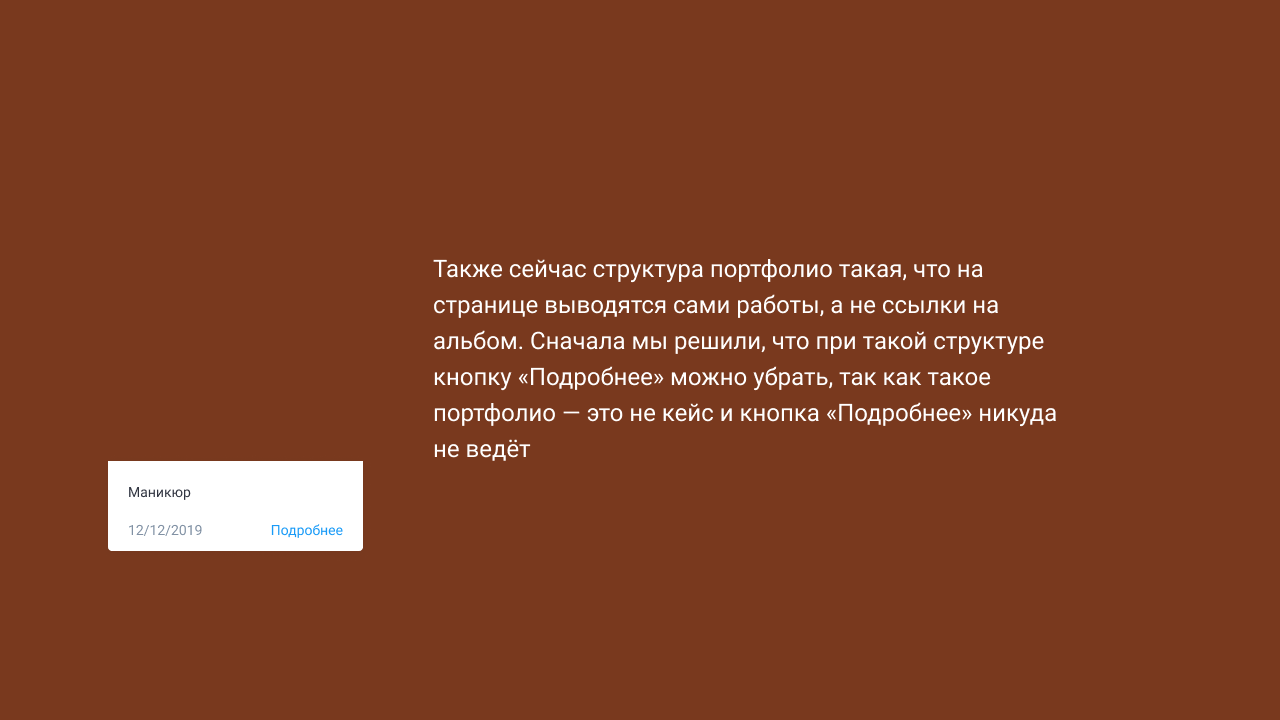 Также сейчас структура портфолио такая, что на
странице выводятся сами работы, а не ссылки на
альбом. Сначала мы решили, что при такой структуре
кнопку «Подробнее» можно убрать, так как такое
портфолио — это не кейс и кнопка «Подробнее» никуда
не ведёт
Маникюр
12/12/2019 Подробнее